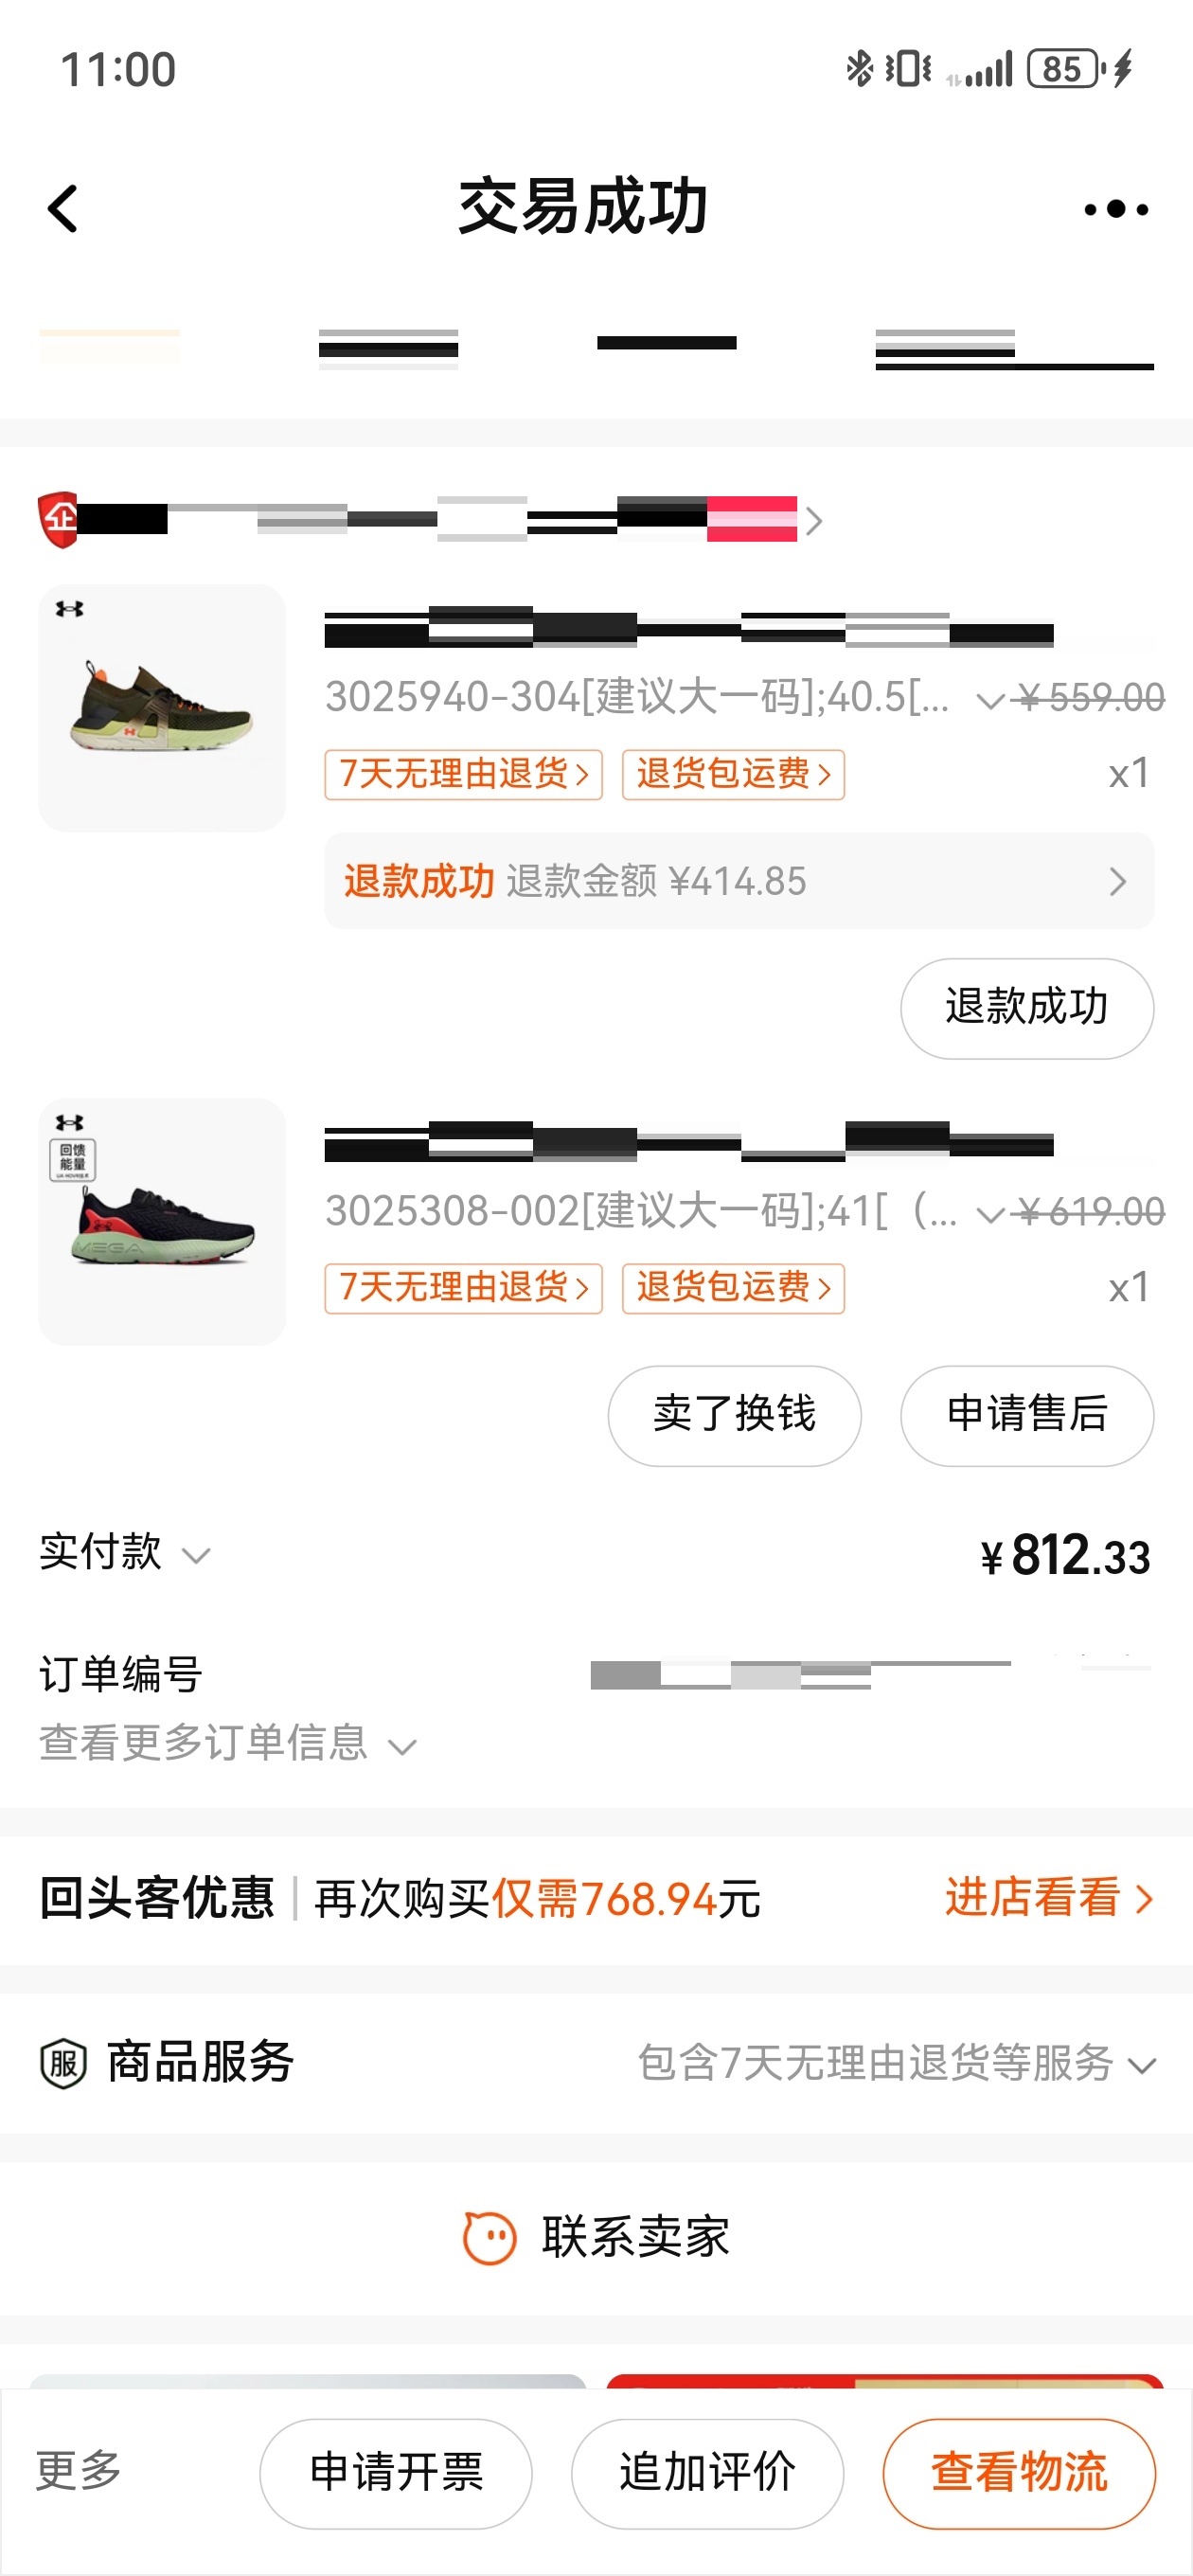 11:00
85
交易成功
企
3025940-304[建议大一码];40.5[... ¥559.00
7天无理由退货 退货包运费 x1
退款成功 退款金额 ¥414.85
退款成功
回馈
能量
MEGA
3025308-002[建议大一码];41[（... ¥619.00
7天无理由退货 退货包运费 x1
卖了换钱 申请售后
实付款 ¥812.33
订单编号
查看更多订单信息
回头客优惠 再次购买仅需768.94元 进店看看
服 商品服务 包含7天无理由退货等服务
联系卖家
更多 申请开票 追加评价 查看物流